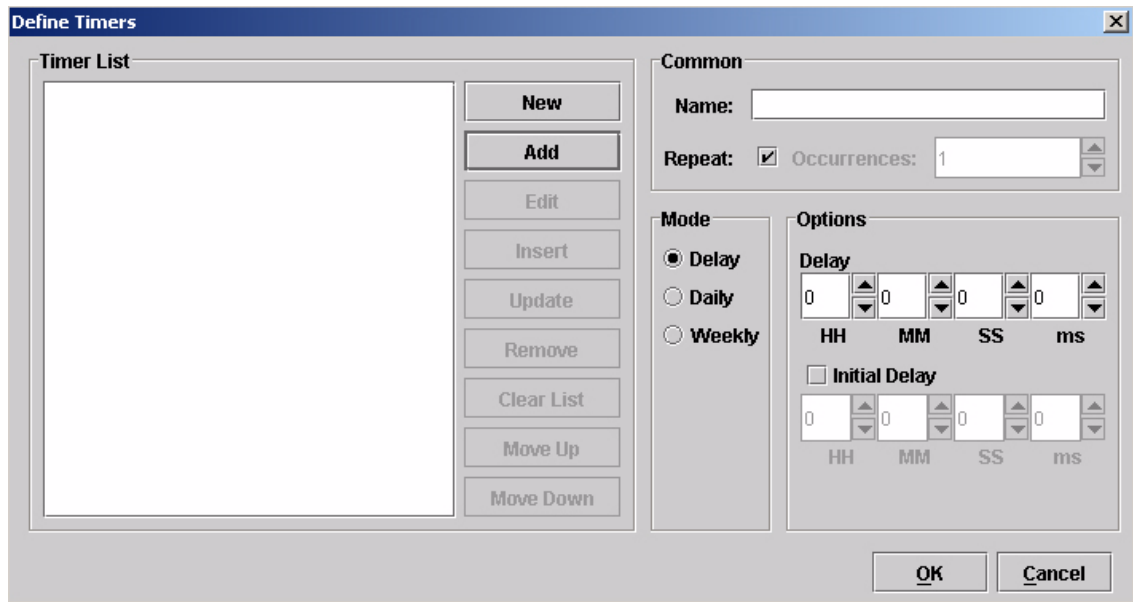 Define Timers
Timer List
New
Add
Edit
Insert
Update
Remove
Clear List
Move Up
Move Down
Common
Name:
Repeat: Occurrences: 1
Mode
Delay
Daily
Weekly
Options
Delay
0 0 0 0
HH MM SS ms
Initial Delay
0 0 0 0
HH MM SS ms
OK Cancel